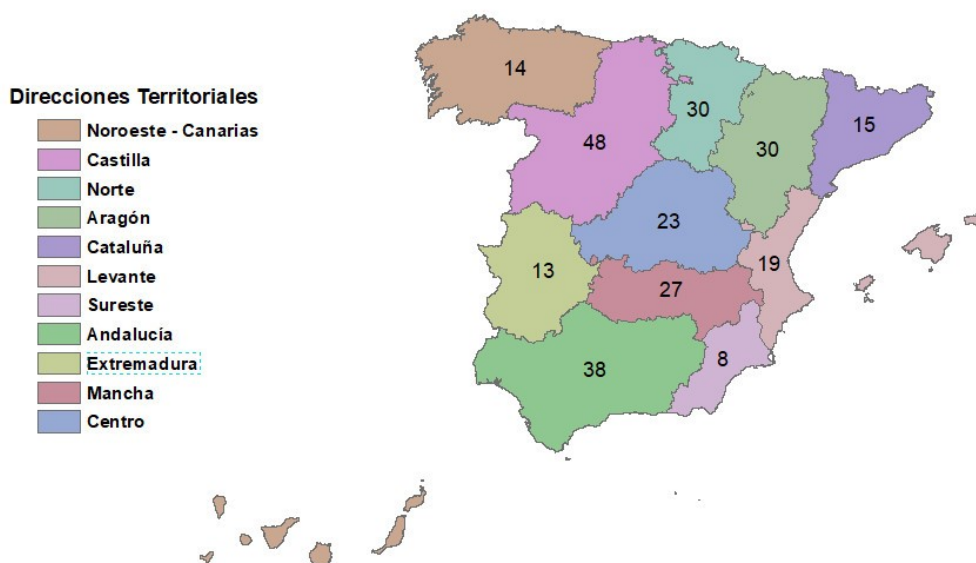 Direcciones Territoriales
Noroeste - Canarias
Castilla
Norte
Aragón
Cataluña
Levante
Sureste
Andalucía
Extremadura
Mancha
Centro
14
48
30
30
15
23
13
27
19
38
8